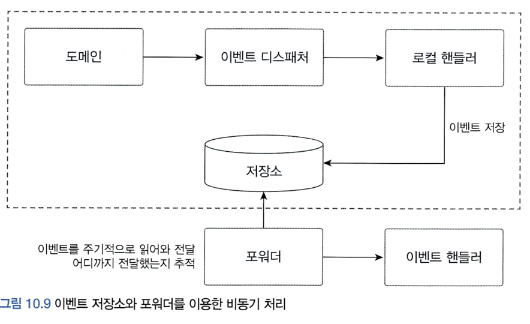 도메인
이벤트 디스패처
로컬 핸들러
이벤트 저장
저장소
이벤트를 주기적으로 읽어와 전달
어디까지 전달했는지 추적
포워더
이벤트 핸들러
그림 10.9 이벤트 저장소와 포워더를 이용한 비동기 처리